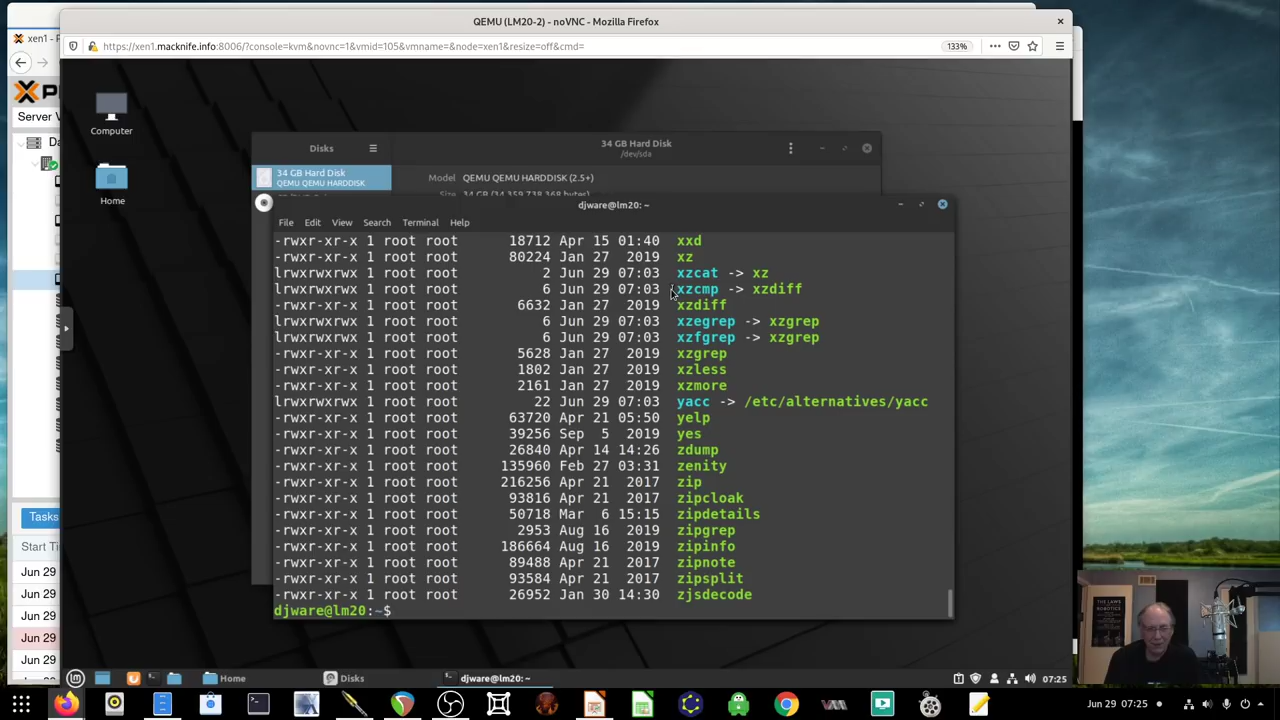 QEMU (LM20-2) - noVNC - Mozilla Firefox
xen1 - P
https://xen1.macknife.info:8006/?console=kvm&novnc=1&vmid=105&vmname=&node=xen1&resize=off&cmd=
133%
Server V
Da
Computer
Home
Disks
34 GB Hard Disk
/dev/sda
34 GB Hard Disk
QEMU QEMU HARDDISK
Model QEMU QEMU HARDDISK (2.5+)
Size 34 GB (34 359 738 368 bytes)
djware@lm20: ~
File Edit View Search Terminal Help
-rwxr-xr-x 1 root root 18712 Apr 15 01:40 xxd
-rwxr-xr-x 1 root root 80224 Jan 27 2019 xz
lrwxrwxrwx 1 root root 2 Jun 29 07:03 xzcat -> xz
lrwxrwxrwx 1 root root 6 Jun 29 07:03 xzcmp -> xzdiff
-rwxr-xr-x 1 root root 6632 Jan 27 2019 xzdiff
lrwxrwxrwx 1 root root 6 Jun 29 07:03 xzegrep -> xzgrep
lrwxrwxrwx 1 root root 6 Jun 29 07:03 xzfgrep -> xzgrep
-rwxr-xr-x 1 root root 5628 Jan 27 2019 xzgrep
-rwxr-xr-x 1 root root 1802 Jan 27 2019 xzless
-rwxr-xr-x 1 root root 2161 Jan 27 2019 xzmore
lrwxrwxrwx 1 root root 22 Jun 29 07:03 yacc -> /etc/alternatives/yacc
-rwxr-xr-x 1 root root 63720 Apr 21 05:50 yelp
-rwxr-xr-x 1 root root 39256 Sep 5 2019 yes
-rwxr-xr-x 1 root root 26840 Apr 14 14:26 zdump
-rwxr-xr-x 1 root root 135960 Feb 27 03:31 zenity
-rwxr-xr-x 1 root root 216256 Apr 21 2017 zip
-rwxr-xr-x 1 root root 93816 Apr 21 2017 zipcloak
-rwxr-xr-x 1 root root 50718 Mar 6 15:15 zipdetails
-rwxr-xr-x 1 root root 2953 Aug 16 2019 zipgrep
-rwxr-xr-x 1 root root 186664 Aug 16 2019 zipinfo
-rwxr-xr-x 1 root root 89488 Apr 21 2017 zipnote
-rwxr-xr-x 1 root root 93584 Apr 21 2017 zipsplit
-rwxr-xr-x 1 root root 26952 Jan 30 14:30 zjsdecode
djware@lm20:~$
Tasks
Start Tim
Jun 29
Jun 29
Jun 29
Jun 29
Jun 29
THE LAWS
ROBOTICS
Home
Disks
djware@lm20: ~
07:25
Jun 29 07:25